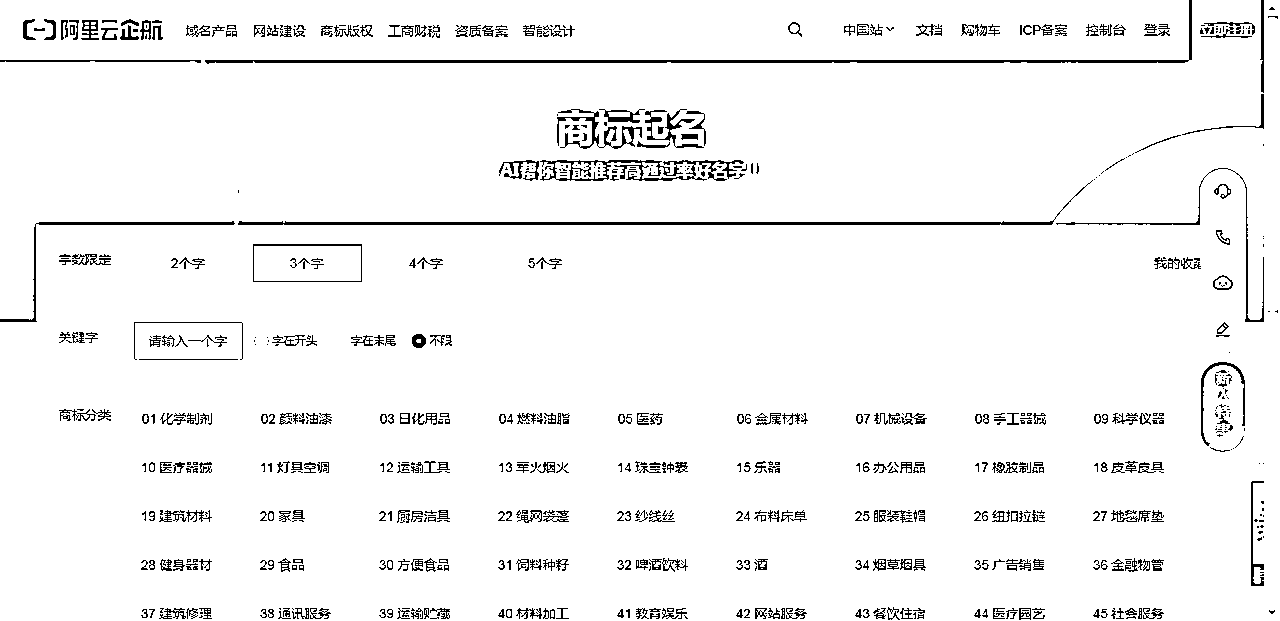 阿里云企航 域名产品 网站建设 商标版权 工商财税 资质备案 智能设计 中国站 文档 购物车 ICP备案 控制台 登录 立即注册
商标起名
AI帮你智能推荐高通过率好名字
字数限定 2个字 3个字 4个字 5个字 我的收藏
关键字 请输入一个字 字在开头 字在末尾 不限
商标分类 01 化学制剂 02 颜料油漆 03 日化用品 04 燃料油脂 05 医药 06 金属材料 07 机械设备 08 手工器械 09 科学仪器
10 医疗器械 11 灯具空调 12 运输工具 13 军火烟火 14 珠宝钟表 15 乐器 16 办公用品 17 橡胶制品 18 皮革皮具
19 建筑材料 20 家具 21 厨房洁具 22 绳网袋篷 23 纱线丝 24 布料床单 25 服装鞋帽 26 纽扣拉链 27 地毯席垫
28 健身器材 29 食品 30 方便食品 31 饲料种籽 32 啤酒饮料 33 酒 34 烟草烟具 35 广告销售 36 金融物管
37 建筑修理 38 通讯服务 39 运输贮藏 40 材料加工 41 教育娱乐 42 网站服务 43 餐饮住宿 44 医疗园艺 45 社会服务
新人特惠